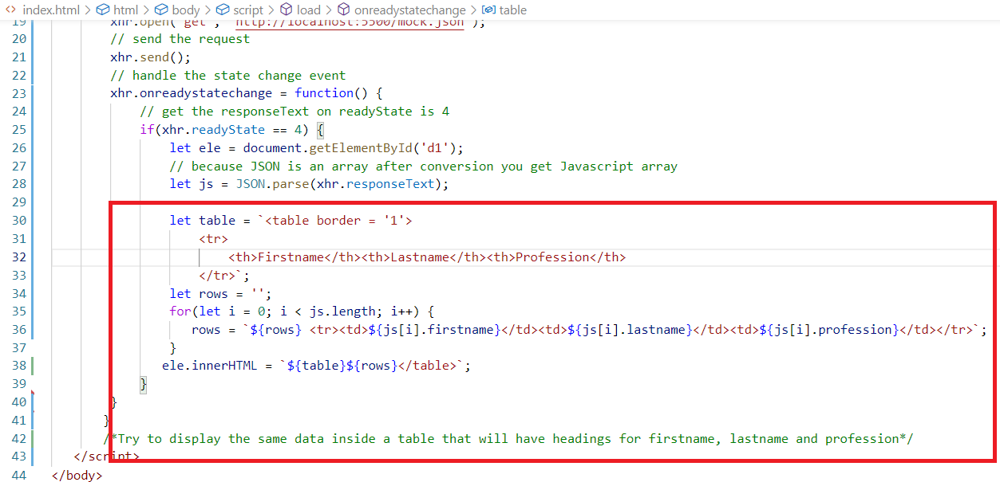 index.html > html > body > script > load > onreadystatechange > table
19 xhr.open("get", "http://localhost:5500/mock.json");
20 // send the request
21 xhr.send();
22 // handle the state change event
23 xhr.onreadystatechange = function() {
24 // get the responseText on readyState is 4
25 if(xhr.readyState == 4) {
26 let ele = document.getElementById('d1');
27 // because JSON is an array after conversion you get Javascript array
28 let js = JSON.parse(xhr.responseText);
29
30 let table = `<table border = '1'>
31 <tr>
32 <th>Firstname</th><th>Lastname</th><th>Profession</th>
33 </tr>`;
34 let rows = '';
35 for(let i = 0; i < js.length; i++) {
36 rows = `${rows} <tr><td>${js[i].firstname}</td><td>${js[i].lastname}</td><td>${js[i].profession}</td></tr>`;
37 }
38 ele.innerHTML = `${table}${rows}</table>`;
39 }
40 }
41 }
42 /*Try to display the same data inside a table that will have headings for firstname, lastname and profession*/
43 </script>
44 </body>